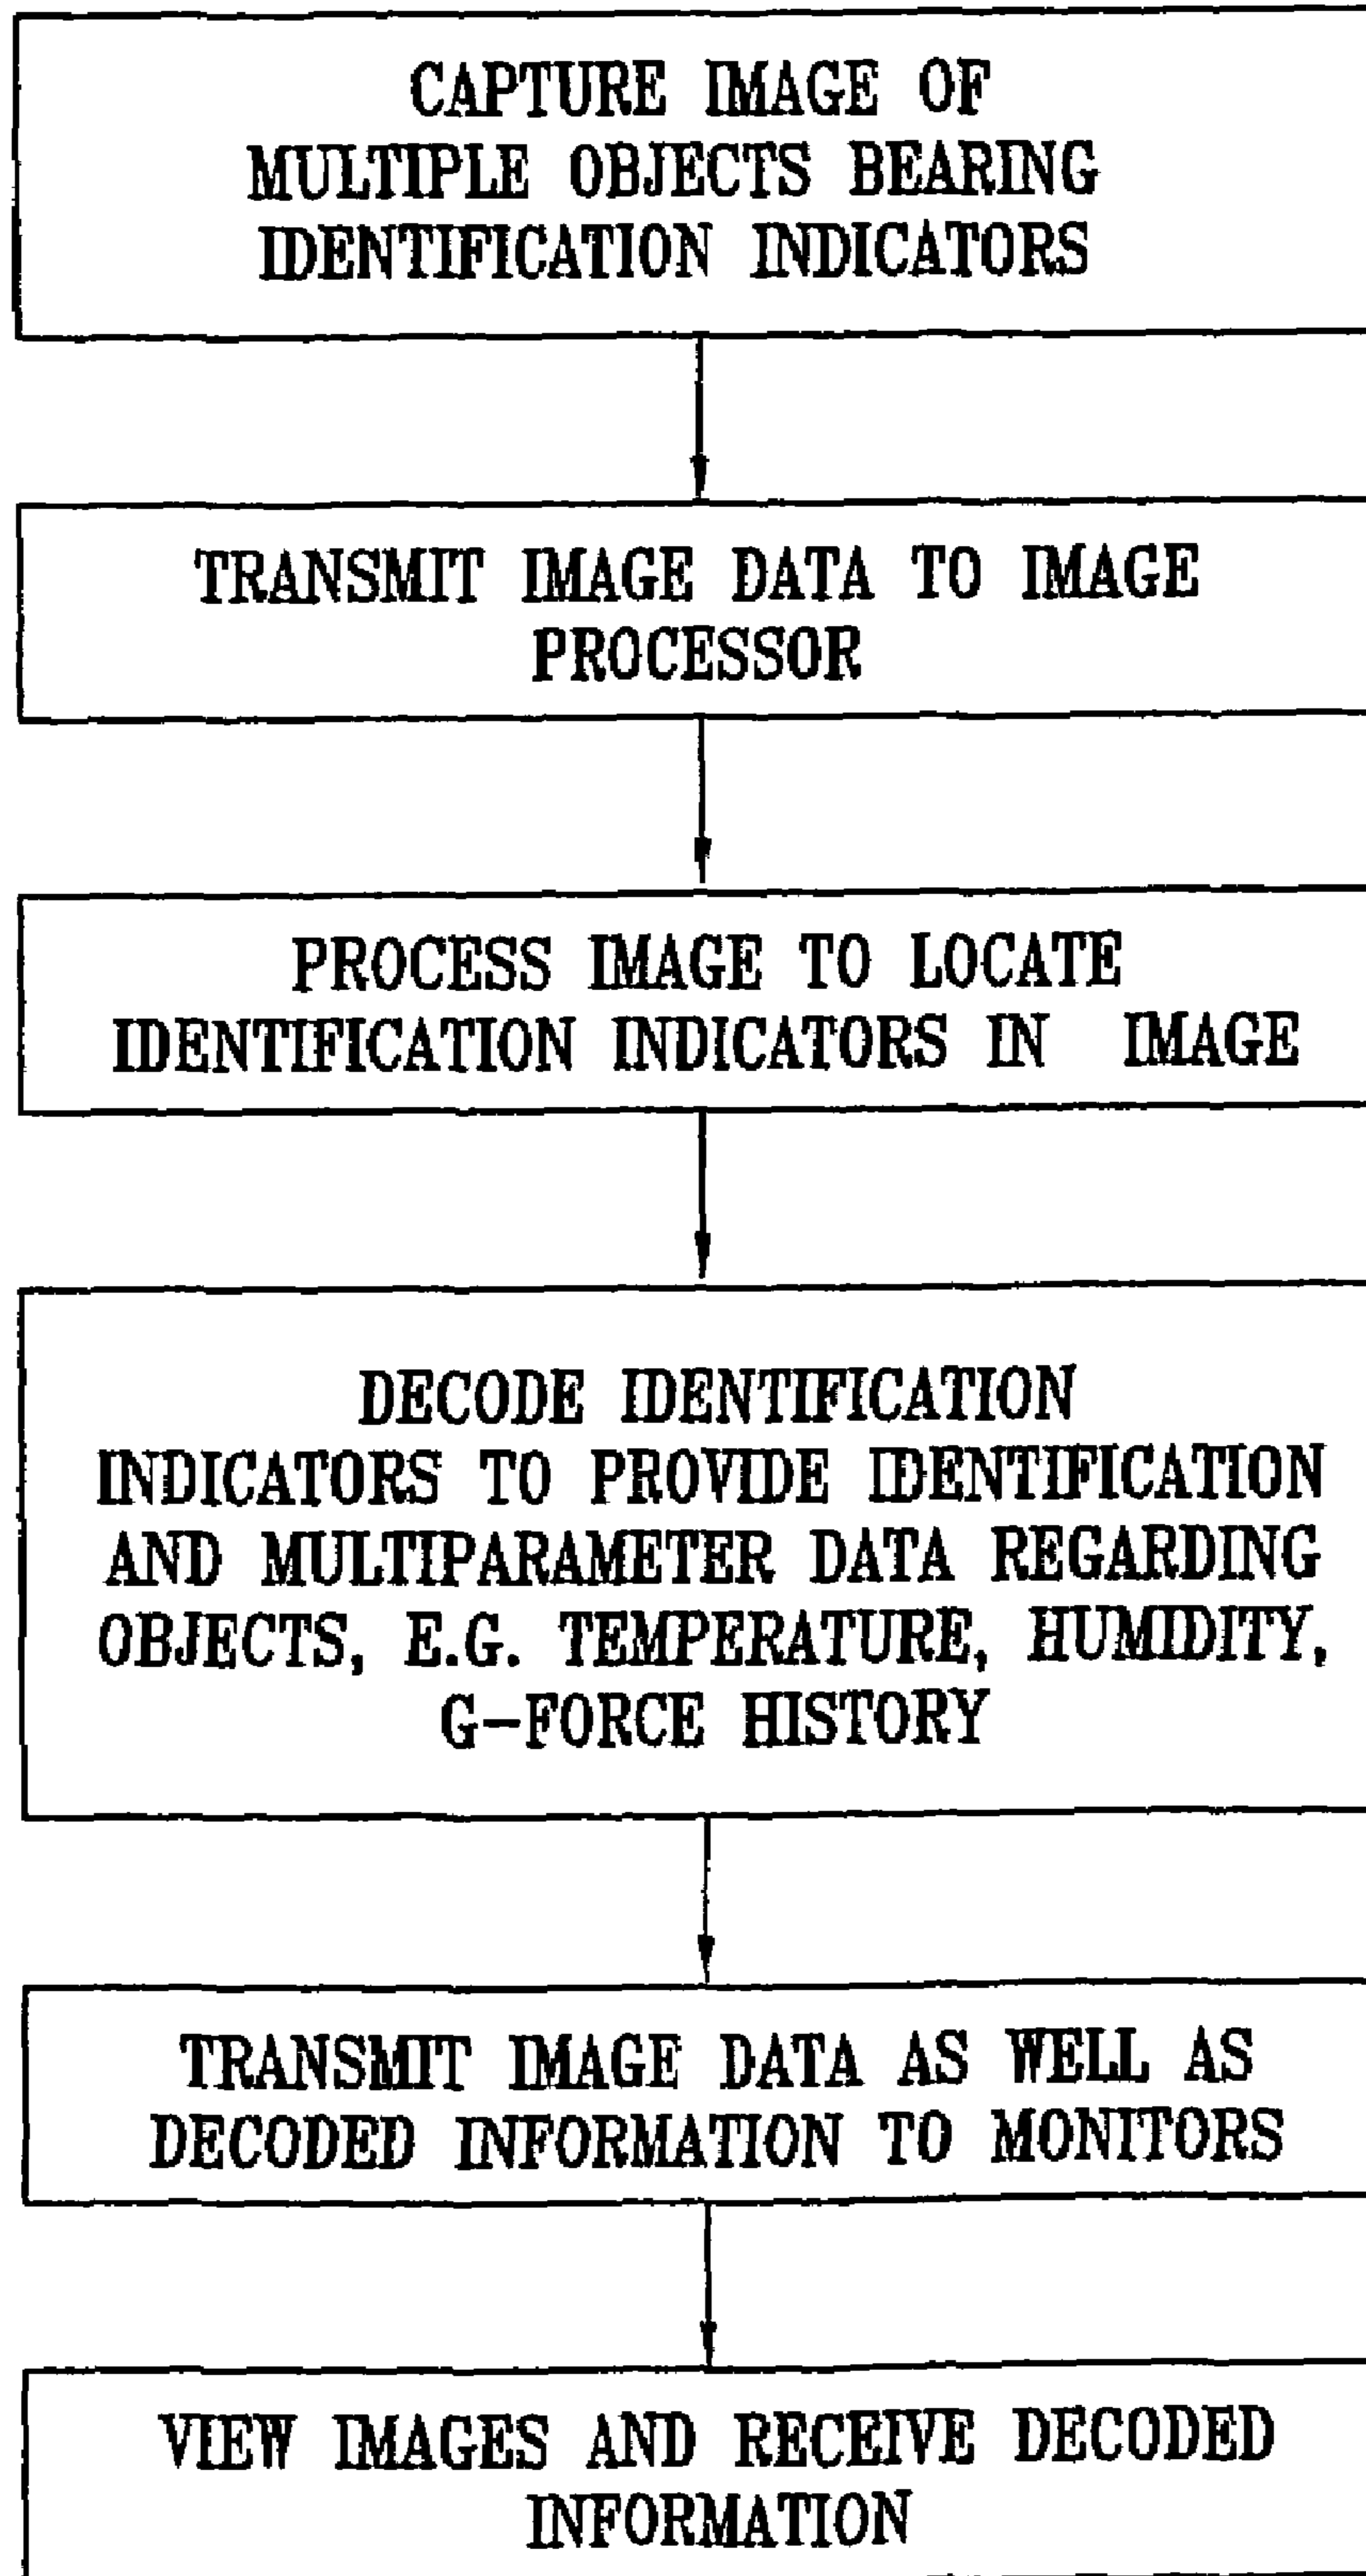 CAPTURE IMAGE OF
MULTIPLE OBJECTS BEARING
IDENTIFICATION INDICATORS
TRANSMIT IMAGE DATA TO IMAGE
PROCESSOR
PROCESS IMAGE TO LOCATE
IDENTIFICATION INDICATORS IN IMAGE
DECODE IDENTIFICATION
INDICATORS TO PROVIDE IDENTIFICATION
AND MULTIPARAMETER DATA REGARDING
OBJECTS, E.G. TEMPERATURE, HUMIDITY,
G-FORCE HISTORY
TRANSMIT IMAGE DATA AS WELL AS
DECODED INFORMATION TO MONITORS
VIEW IMAGES AND RECEIVE DECODED
INFORMATION